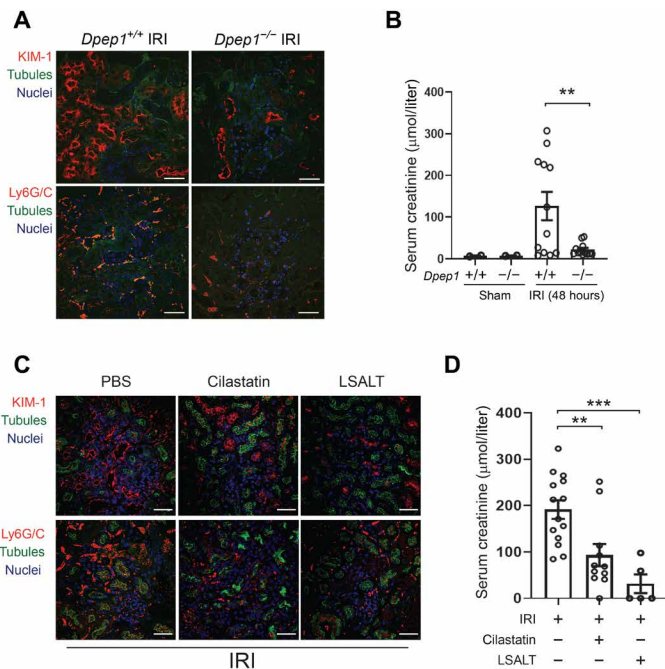 A
Dpep1+/+ IRI
Dpep1−/− IRI
KIM-1
Tubules
Nuclei
Ly6G/C
Tubules
Nuclei
B
**
Serum creatinine (μmol/liter)
400
300
200
100
0
Dpep1 +/+ −/− +/+ −/−
Sham IRI (48 hours)
C
PBS Cilastatin LSALT
KIM-1
Tubules
Nuclei
Ly6G/C
Tubules
Nuclei
IRI
D
***
**
Serum creatinine (μmol/liter)
400
300
200
100
0
IRI + + +
Cilastatin − + −
LSALT − − +